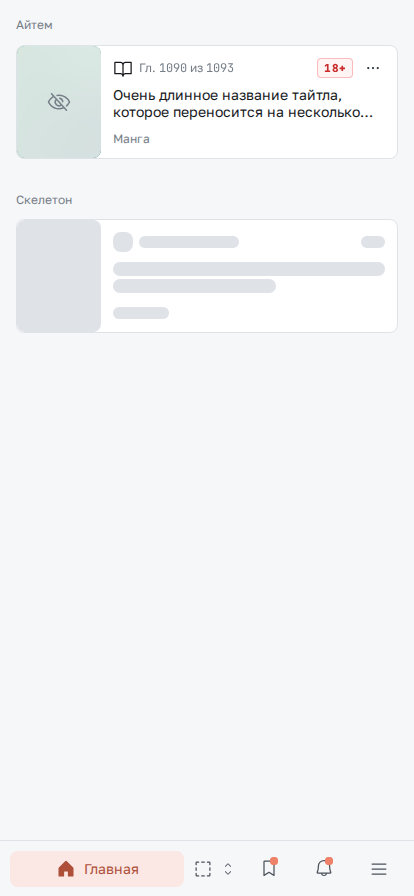 Айтем
Гл. 1090 из 1093
18+
Очень длинное название тайтла,
которое переносится на несколько...
Манга
Скелетон
Главная